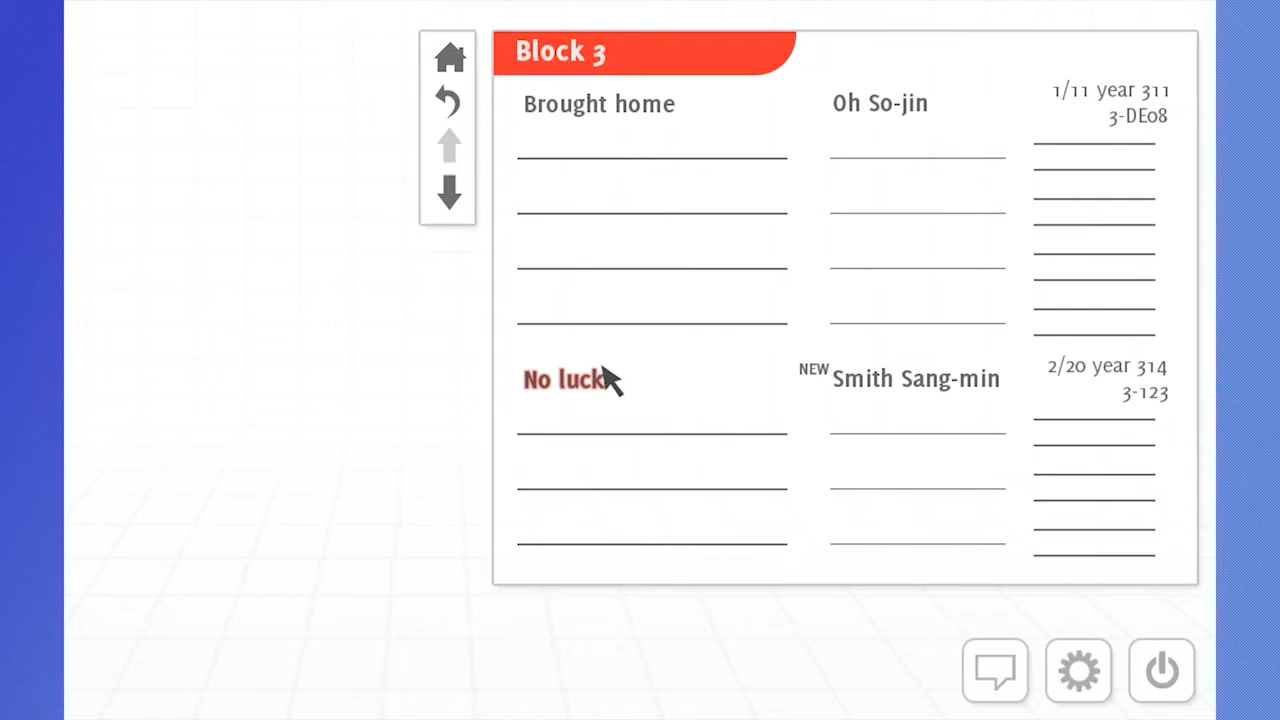 Block 3
Brought home
Oh So-jin
1/11 year 311
3-DE08
No luck
NEW
Smith Sang-min
2/20 year 314
3-123